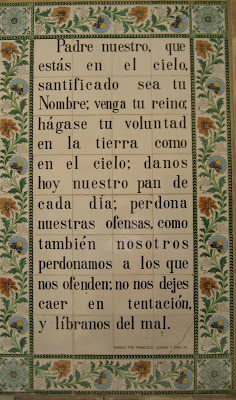 Padre nuestro, que
estás en el cielo,
santificado sea tu
Nombre; venga tu reino;
hágase tu voluntad
en la tierra como
en el cielo; danos
hoy nuestro pan de
cada día; perdona
nuestras ofensas, como
también nosotros
perdonamos a los que
nos ofenden; no nos dejes
caer en tentación,
y líbranos del mal.